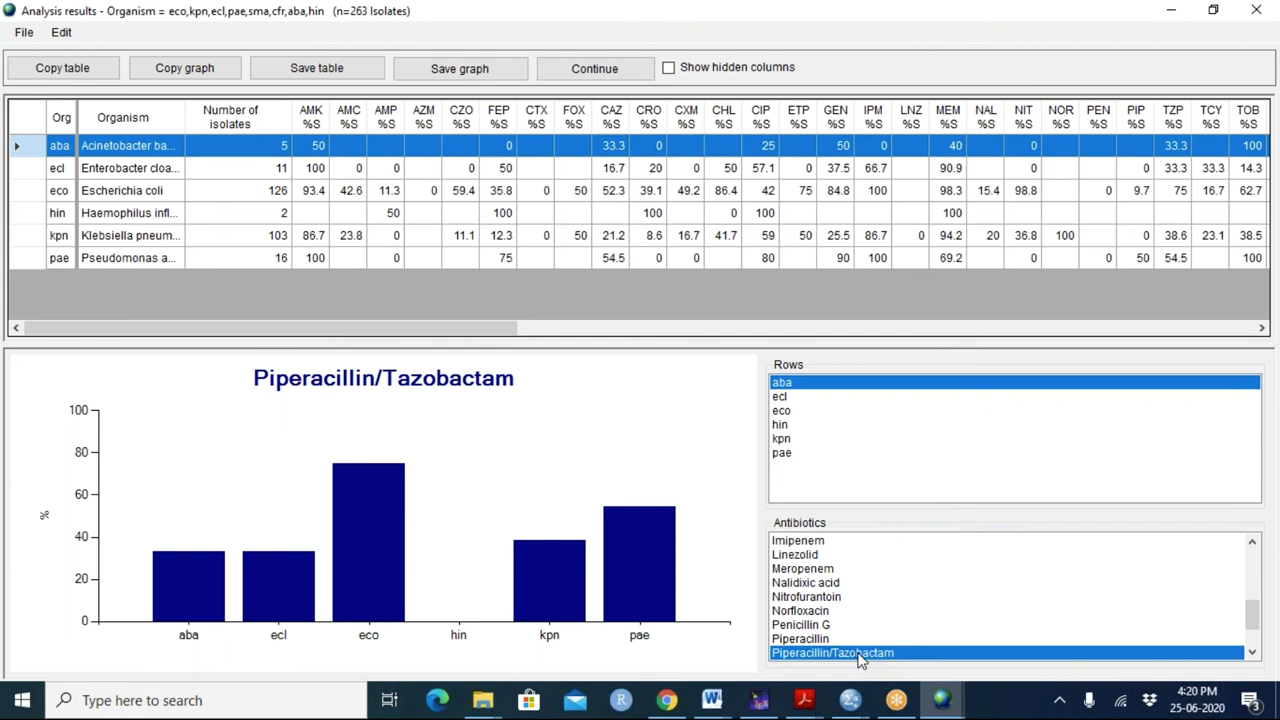 Analysis results - Organism = eco,kpn,ecl,pae,sma,cfr,aba,hin (n=263 Isolates)
File Edit
Copy table Copy graph Save table Save graph Continue Show hidden columns
Org Organism Number of isolates AMK %S AMC %S AMP %S AZM %S CZO %S FEP %S CTX %S FOX %S CAZ %S CRO %S CXM %S CHL %S CIP %S ETP %S GEN %S IPM %S LNZ %S MEM %S NAL %S NIT %S NOR %S PEN %S PIP %S TZP %S TCY %S TOB %S
aba Acinetobacter ba... 5 50 0 33.3 0 25 50 0 40 0 33.3 100
ecl Enterobacter cloa... 11 100 0 0 0 50 16.7 20 0 50 57.1 0 37.5 66.7 90.9 33.3 33.3 14.3
eco Escherichia coli 126 93.4 42.6 11.3 0 59.4 35.8 0 50 52.3 39.1 49.2 86.4 42 75 84.8 100 98.3 15.4 98.8 0 9.7 75 16.7 62.7
hin Haemophilus infl... 2 50 100 100 0 100 100
kpn Klebsiella pneum... 103 86.7 23.8 0 11.1 12.3 0 50 21.2 8.6 16.7 41.7 59 50 25.5 86.7 0 94.2 20 36.8 100 0 38.6 23.1 38.5
pae Pseudomonas a... 16 100 75 54.5 0 0 80 90 100 69.2 0 50 54.5 100
Piperacillin/Tazobactam
100
80
60
%
40
20
0
aba ecl eco hin kpn pae
Rows
aba
ecl
eco
hin
kpn
pae
Antibiotics
Imipenem
Linezolid
Meropenem
Nalidixic acid
Nitrofurantoin
Norfloxacin
Penicillin G
Piperacillin
Piperacillin/Tazobactam
Type here to search
R
W
TeX
Σ
4:20 PM
25-06-2020
3